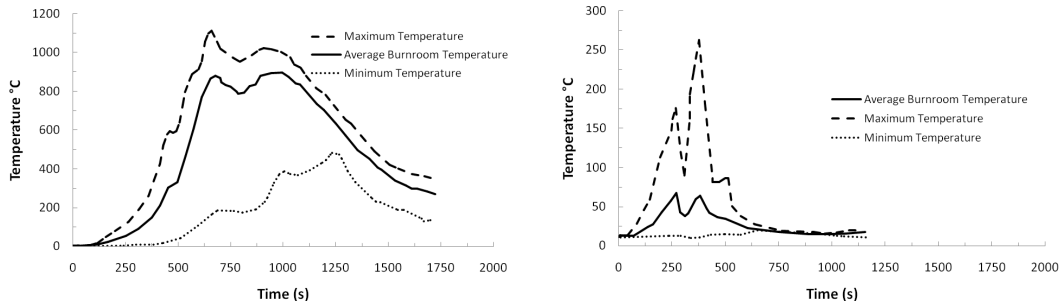 1200
1000
800
600
400
200
0
Temperature °C
0 250 500 750 1000 1250 1500 1750 2000
Time (s)
Maximum Temperature
Average Burnroom Temperature
Minimum Temperature
300
250
200
150
100
50
0
Temperature °C
0 250 500 750 1000 1250 1500 1750 2000
Time (s)
Average Burnroom Temperature
Maximum Temperature
Minimum Temperature